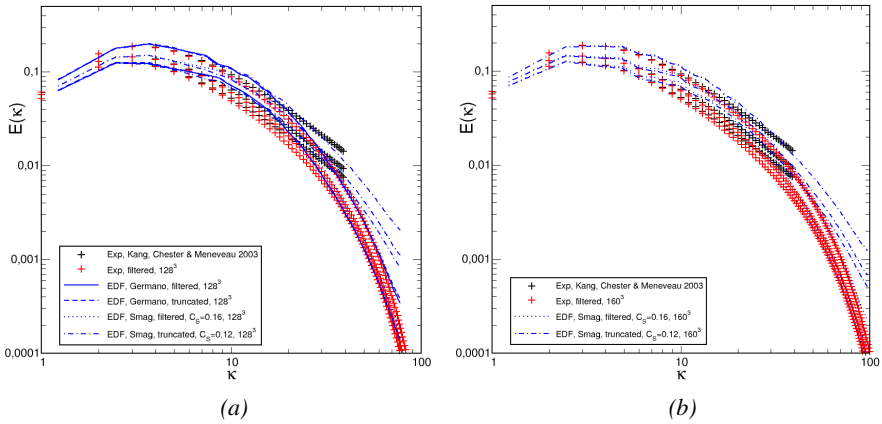 0,1
0,01
0,001
0,0001
E(κ)
1
10
100
κ
Exp, Kang, Chester & Meneveau 2003
Exp, filtered, 128³
EDF, Germano, filtered, 128³
EDF, Germano, truncated, 128³
EDF, Smag, filtered, C_S=0.16, 128³
EDF, Smag, truncated, C_S=0.12, 128³
(a)
0,1
0,01
0,001
0,0001
E(κ)
1
10
100
κ
Exp, Kang, Chester & Meneveau 2003
Exp, filtered, 160³
EDF, Smag, filtered, C_S=0.16, 160³
EDF, Smag, truncated, C_S=0.12, 160³
(b)